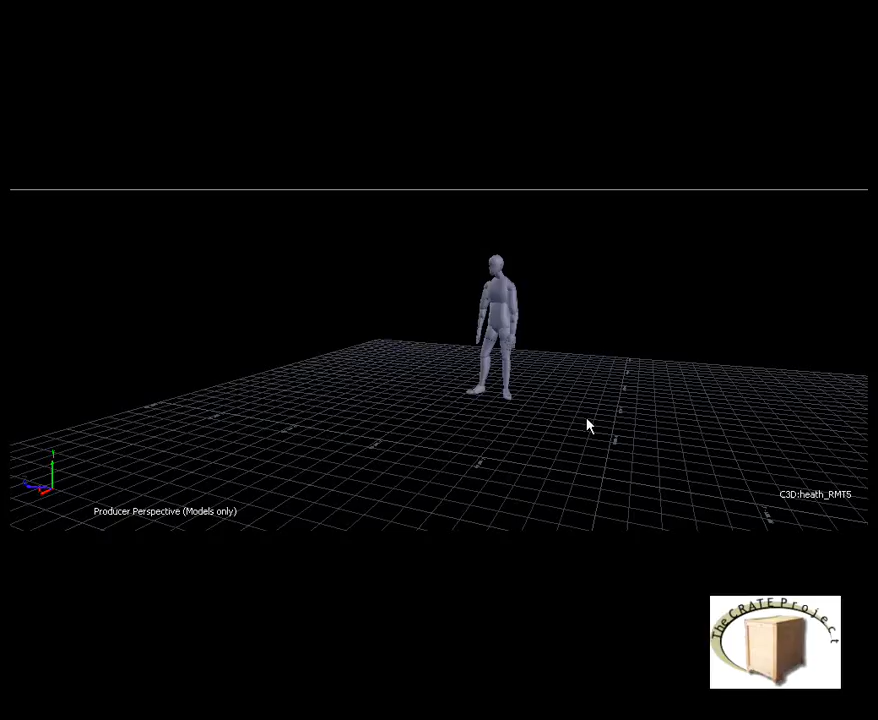 C3D:heath_RMT5
Producer Perspective (Models only)
The CRATE Project